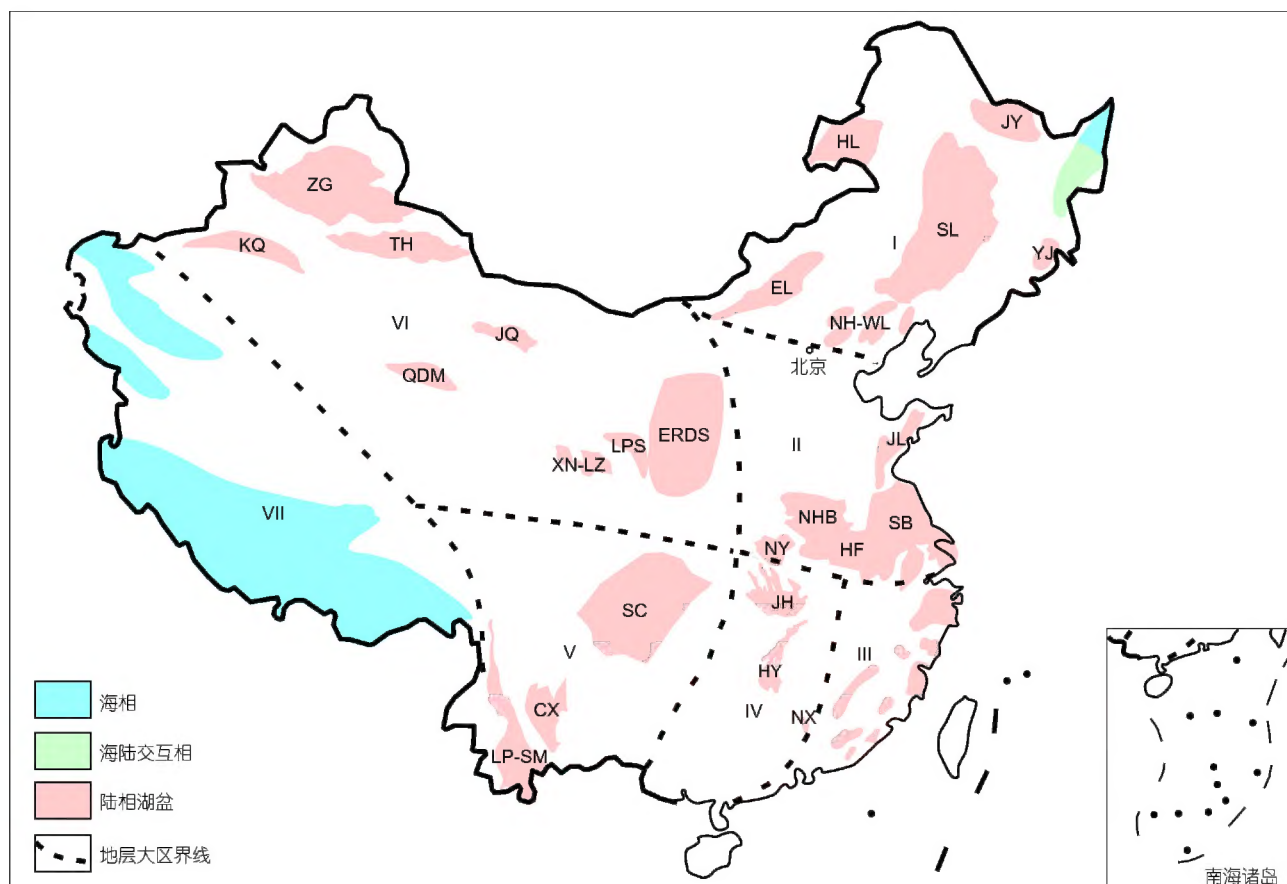 JY
HL
ZG
SL
KQ
TH
I
YJ
EL
VI
NH-WL
JQ
北京
QDM
ERDS
JL
LPS
II
XN-LZ
VII
NHB
SB
NY
HF
SC
JH
V
III
HY
海相
CX
IV
NX
海陆交互相
LP-SM
陆相湖盆
地层大区界线
南海诸岛